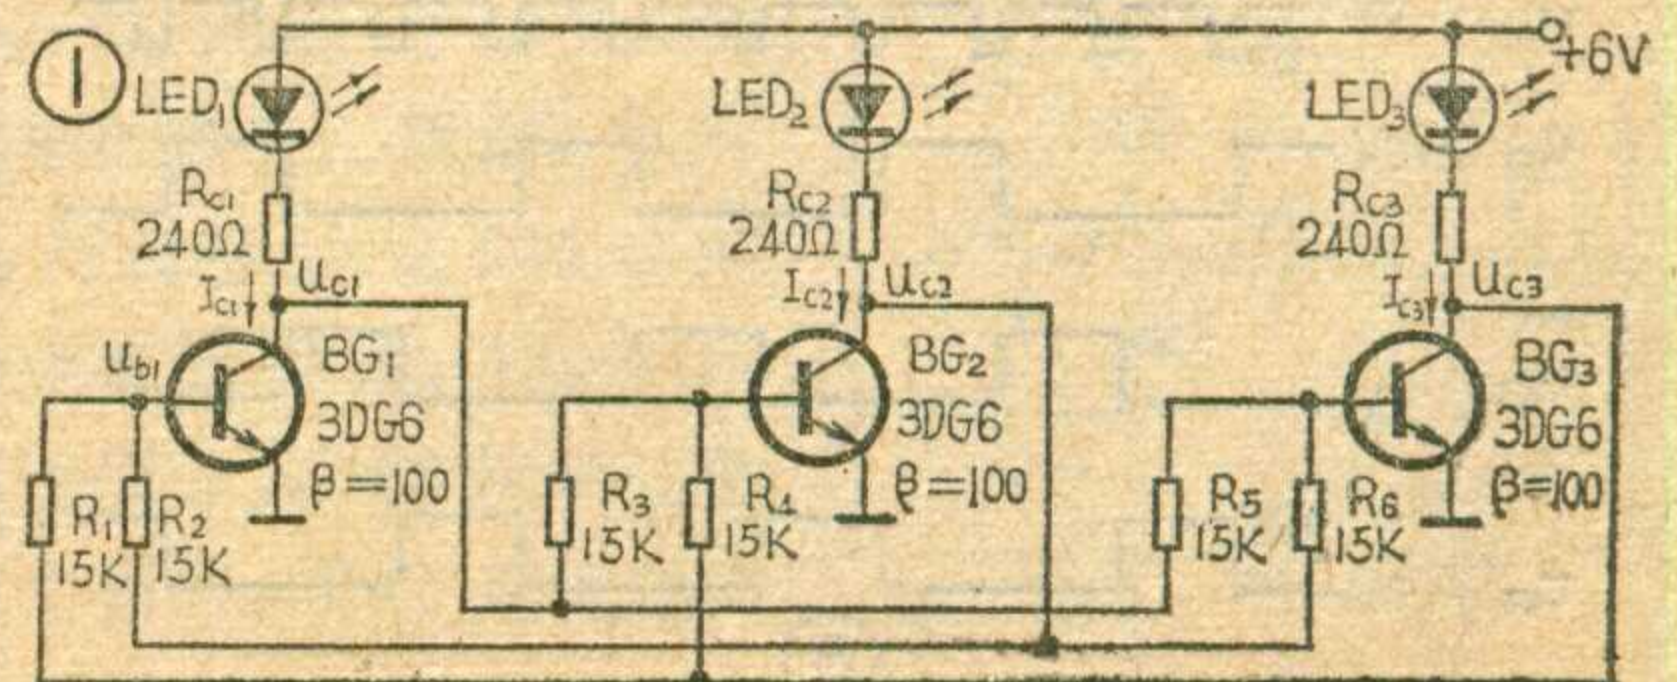 ①
LED₁
LED₂
LED₃
+6V
Rc₁
240Ω
Rc₂
240Ω
Rc₃
240Ω
Ic₁
Uc₁
Ic₂
Uc₂
Ic₃
Uc₃
Ub₁
BG₁
3DG6
β=100
BG₂
3DG6
β=100
BG₃
3DG6
β=100
R₁
15K
R₂
15K
R₃
15K
R₄
15K
R₅
15K
R₆
15K